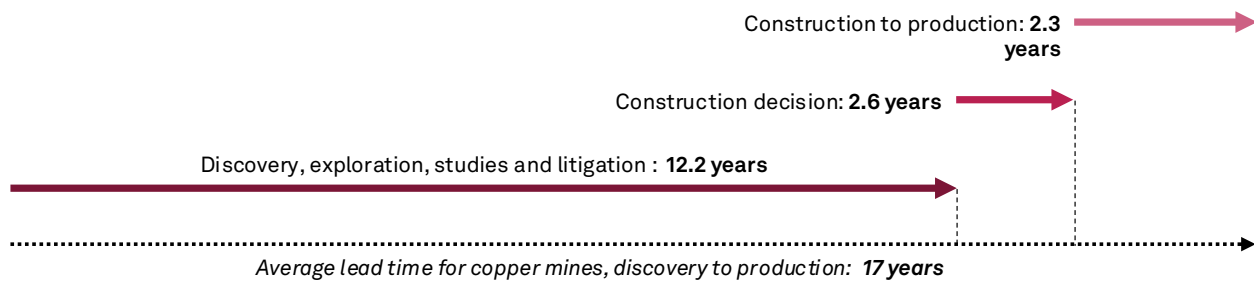 Construction to production: 2.3
years
Construction decision: 2.6 years
Discovery, exploration, studies and litigation : 12.2 years
Average lead time for copper mines, discovery to production: 17 years